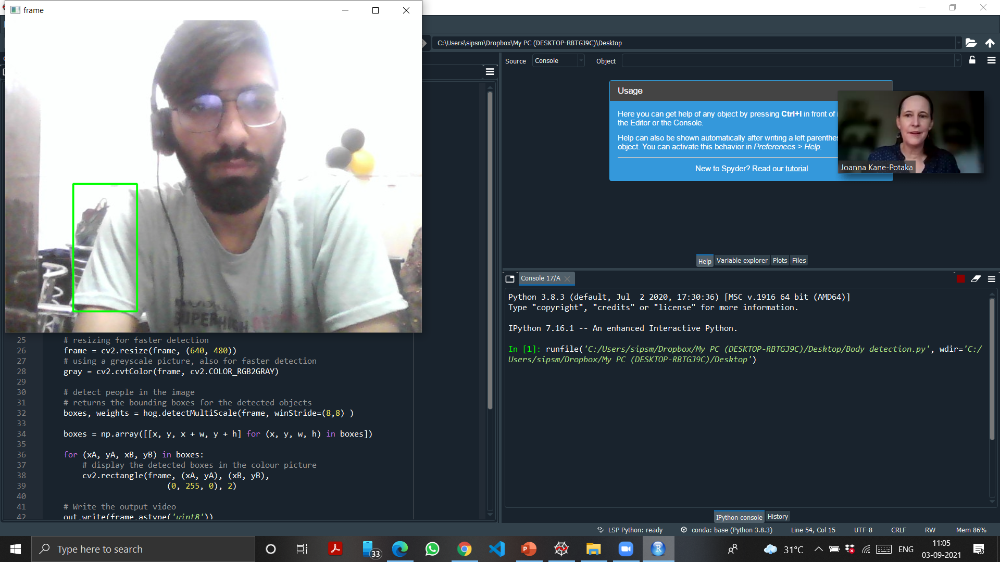 frame
C:\Users\sipsm\Dropbox\My PC (DESKTOP-RBTGJ9C)\Desktop
Source Console Object
Usage
Here you can get help of any object by pressing Ctrl+I in front of
the Editor or the Console.
Help can also be shown automatically after writing a left
object. You can activate this behavior in Preferences > Help.
New to Spyder? Read our tutorial
Joanna Kane-Potaka
SUPERHIGH
Help Variable explorer Plots Files
Console 17/A
Python 3.8.3 (default, Jul  2 2020, 17:30:36) [MSC v.1916 64 bit (AMD64)]
Type "copyright", "credits" or "license" for more information.
IPython 7.16.1 -- An enhanced Interactive Python.
In [1]: runfile('C:/Users/sipsm/Dropbox/My PC (DESKTOP-RBTGJ9C)/Desktop/Body detection.py', wdir='C:/
Users/sipsm/Dropbox/My PC (DESKTOP-RBTGJ9C)/Desktop')
25 # resizing for faster detection
26 frame = cv2.resize(frame, (640, 480))
27 # using a greyscale picture, also for faster detection
28 gray = cv2.cvtColor(frame, cv2.COLOR_RGB2GRAY)
29
30 # detect people in the image
31 # returns the bounding boxes for the detected objects
32 boxes, weights = hog.detectMultiScale(frame, winStride=(8,8) )
33
34 boxes = np.array([[x, y, x + w, y + h] for (x, y, w, h) in boxes])
35
36 for (xA, yA, xB, yB) in boxes:
37 # display the detected boxes in the colour picture
38 cv2.rectangle(frame, (xA, yA), (xB, yB),
39 (0, 255, 0), 2)
40
41 # Write the output video
42 out.write(frame.astype('uint8'))
IPython console History
LSP Python: ready conda: base (Python 3.8.3) Line 54, Col 15 UTF-8 CRLF RW Mem 86%
Type here to search
33
31°C
ENG
11:05
03-09-2021